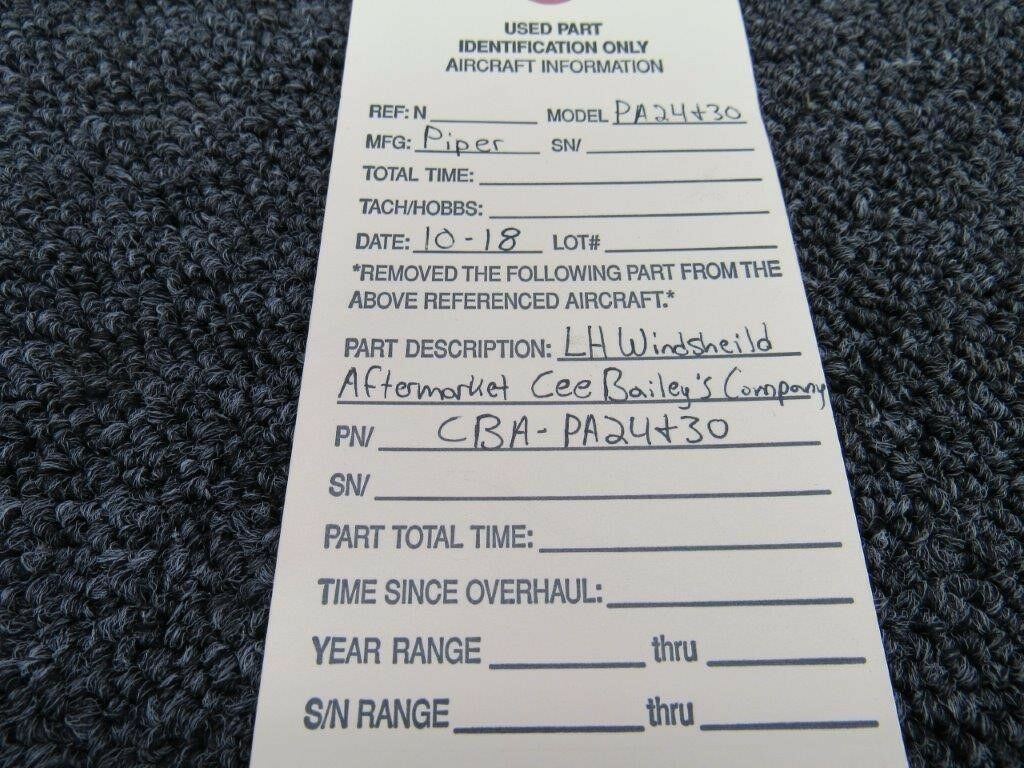 USED PART
IDENTIFICATION ONLY
AIRCRAFT INFORMATION
REF: N MODEL PA24+30
MFG: Piper SN/
TOTAL TIME:
TACH/HOBBS:
DATE: 10-18 LOT#
*REMOVED THE FOLLOWING PART FROM THE
ABOVE REFERENCED AIRCRAFT.*
PART DESCRIPTION: LH Windsheild
Aftermarket Cee Bailey's Company
PN/ CBA-PA24+30
SN/
PART TOTAL TIME:
TIME SINCE OVERHAUL:
YEAR RANGE thru
S/N RANGE thru